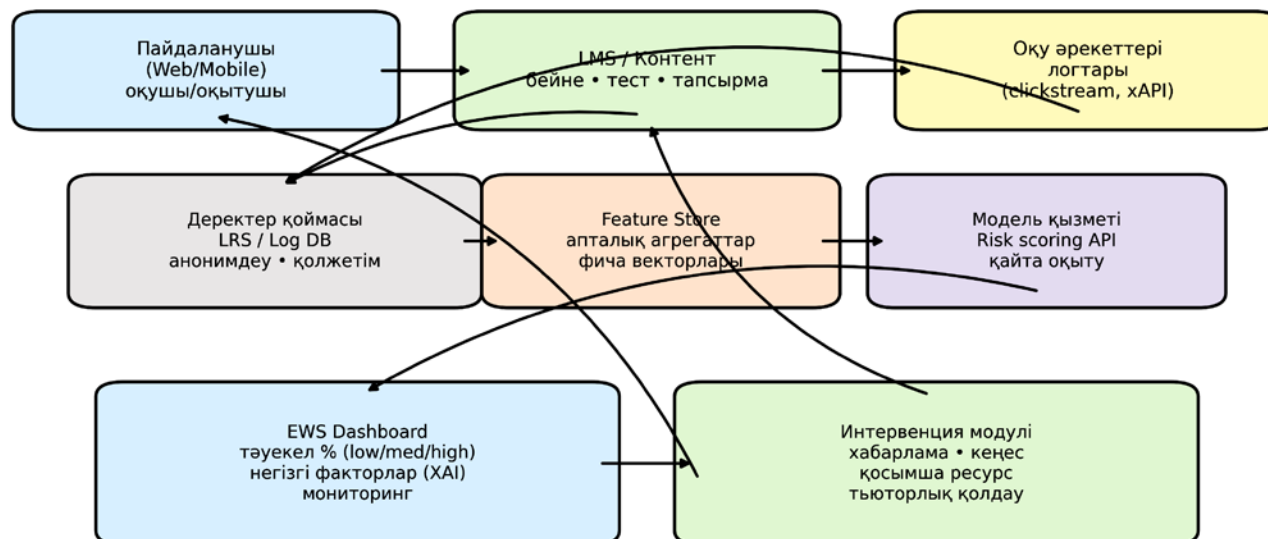 Пайдаланушы
(Web/Mobile)
оқушы/оқытушы
LMS / Контент
бейне • тест • тапсырма
Оқу әрекеттері
логтары
(clickstream, xAPI)
Деректер қоймасы
LRS / Log DB
анонимдеу • қолжетім
Feature Store
апталық агрегаттар
фича векторлары
Модель қызметі
Risk scoring API
қайта оқыту
EWS Dashboard
тәуекел % (low/med/high)
негізгі факторлар (XAI)
мониторинг
Интервенция модулі
хабарлама • кеңес
қосымша ресурс
тьюторлық қолдау